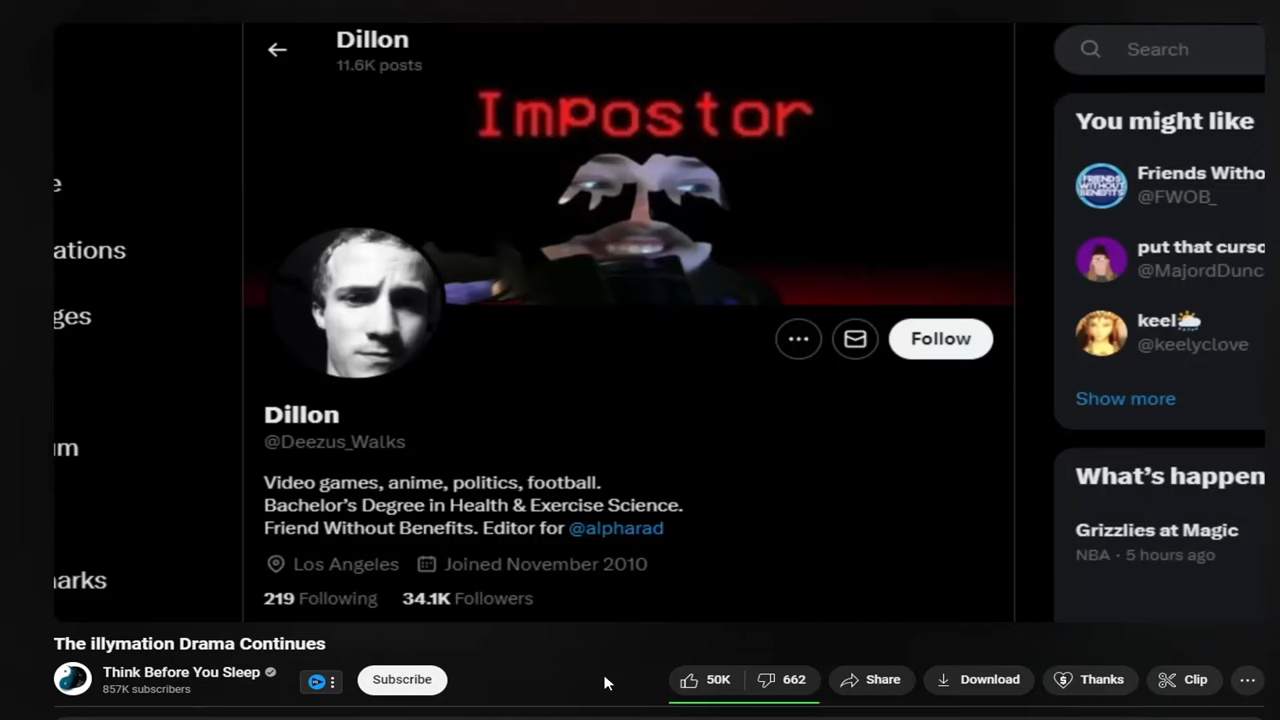 Dillon
11.6K posts
Impostor
Search
You might like
Friends Witho
@FWOB_
put that curso
@MajordDunc
keel
@keelyclove
Show more
What's happen
Grizzlies at Magic
NBA · 5 hours ago
e
ations
ges
m
arks
Follow
Dillon
@Deezus_Walks
Video games, anime, politics, football.
Bachelor's Degree in Health & Exercise Science.
Friend Without Benefits. Editor for @alpharad
Los Angeles Joined November 2010
219 Following 34.1K Followers
The illymation Drama Continues
Think Before You Sleep
857K subscribers
Subscribe
50K 662 Share Download Thanks Clip